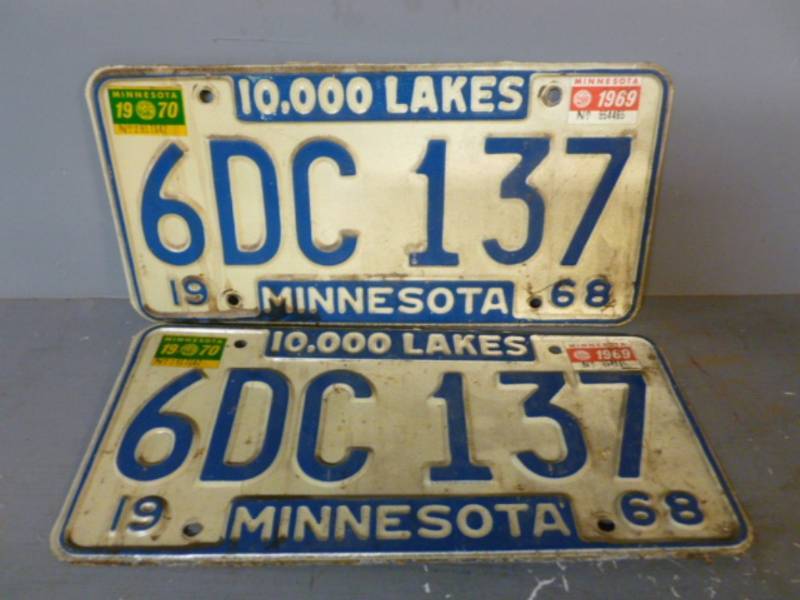 MINNESOTA
19 70
10,000 LAKES
MINNESOTA
1969
6DC 137
19 MINNESOTA 68
MINNESOTA
19 70
10,000 LAKES
MINNESOTA
1969
6DC 137
19 MINNESOTA 68